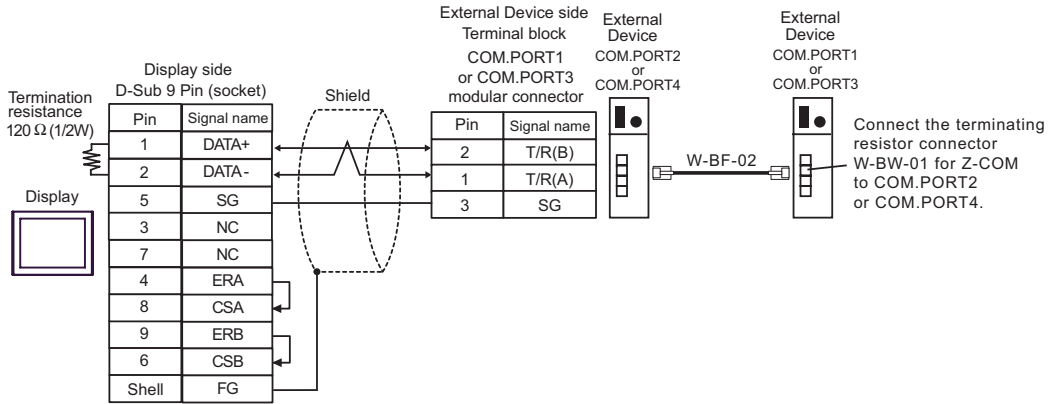 Termination
resistance
120 Ω (1/2W)
Display
Display side
D-Sub 9 Pin (socket)
Pin Signal name
1 DATA+
2 DATA-
5 SG
3 NC
7 NC
4 ERA
8 CSA
9 ERB
6 CSB
Shell FG
Shield
External Device side
Terminal block
COM.PORT1
or COM.PORT3
modular connector
Pin Signal name
2 T/R(B)
1 T/R(A)
3 SG
External
Device
COM.PORT2
or
COM.PORT4
W-BF-02
External
Device
COM.PORT1
or
COM.PORT3
Connect the terminating
resistor connector
W-BW-01 for Z-COM
to COM.PORT2
or COM.PORT4.